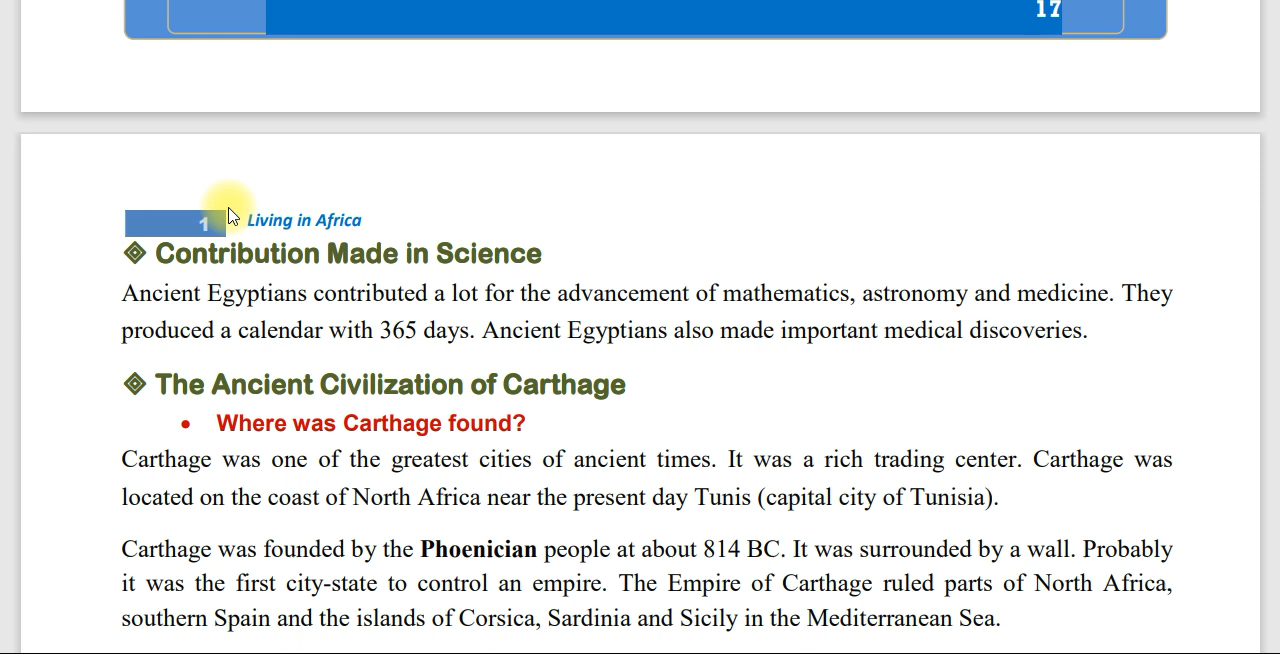 17
1 Living in Africa
Contribution Made in Science
Ancient Egyptians contributed a lot for the advancement of mathematics, astronomy and medicine. They
produced a calendar with 365 days. Ancient Egyptians also made important medical discoveries.
The Ancient Civilization of Carthage
• Where was Carthage found?
Carthage was one of the greatest cities of ancient times. It was a rich trading center. Carthage was
located on the coast of North Africa near the present day Tunis (capital city of Tunisia).
Carthage was founded by the Phoenician people at about 814 BC. It was surrounded by a wall. Probably
it was the first city-state to control an empire. The Empire of Carthage ruled parts of North Africa,
southern Spain and the islands of Corsica, Sardinia and Sicily in the Mediterranean Sea.